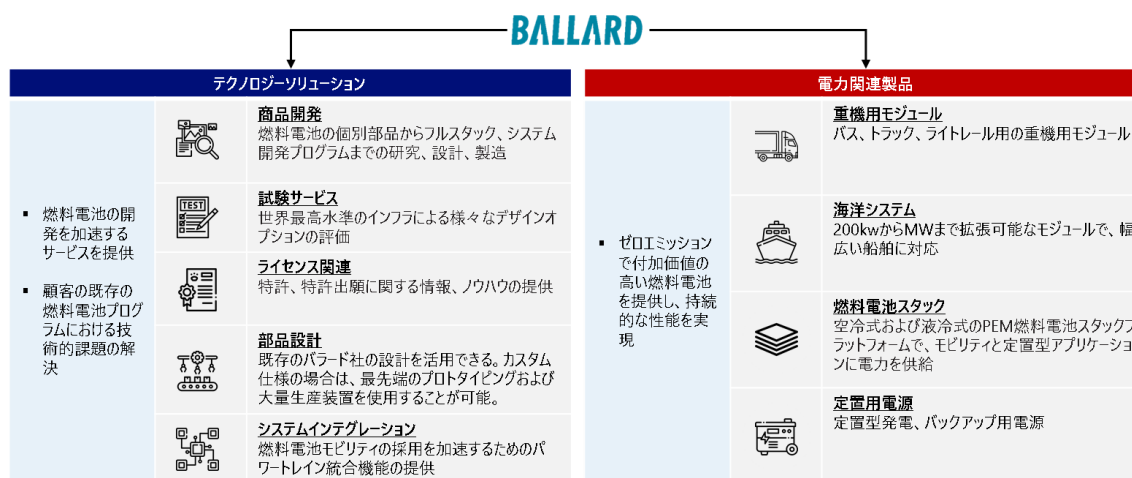 BALLARD
テクノロジーソリューション
燃料電池の開
発を加速する
サービスを提供
顧客の既存の
燃料電池プログ
ラムにおける技
術的課題の解
決
商品開発
燃料電池の個別部品からフルスタック、システム
開発プログラムまでの研究、設計、製造
TEST
試験サービス
世界最高水準のインフラによる様々なデザインオ
プションの評価
ライセンス関連
特許、特許出願に関する情報、ノウハウの提供
部品設計
既存のバラード社の設計を活用できる。カスタム
仕様の場合は、最先端のプロトタイピングおよび
大量生産装置を使用することが可能。
システムインテグレーション
燃料電池モビリティの採用を加速するためのパ
ワートレイン統合機能の提供
電力関連製品
ゼロエミッション
で付加価値の
高い燃料電池
を提供し、持続
的な性能を実
現
重機用モジュール
バス、トラック、ライトレール用の重機用モジュール
海洋システム
200kwからMWまで拡張可能なモジュールで、幅
広い船舶に対応
燃料電池スタック
空冷式および液冷式のPEM燃料電池スタックプ
ラットフォームで、モビリティと定置型アプリケーショ
ンに電力を供給
定置用電源
定置型発電、バックアップ用電源